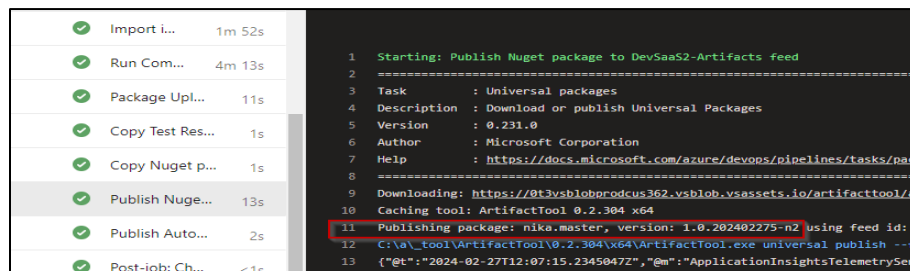 Import i... 1m 52s
Run Com... 4m 13s
Package Upl... 11s
Copy Test Res... 1s
Copy Nuget p... 1s
Publish Nuge... 13s
Publish Auto... 2s
Post-job: Ch... <1s
1 Starting: Publish Nuget package to DevSaaS2-Artifacts feed
2 ==============================================================================
3 Task : Universal packages
4 Description : Download or publish Universal Packages
5 Version : 0.231.0
6 Author : Microsoft Corporation
7 Help : https://docs.microsoft.com/azure/devops/pipelines/tasks/pac
8 ==============================================================================
9 Downloading: https://0t3vsblobprodcus362.vsblob.vsassets.io/artifacttool/a
10 Caching tool: ArtifactTool 0.2.304 x64
11 Publishing package: nika.master, version: 1.0.202402275-n2 using feed id:
12 C:\a\_tool\ArtifactTool\0.2.304\x64\ArtifactTool.exe universal publish --
13 {"@t":"2024-02-27T12:07:15.2345047Z","@m":"ApplicationInsightsTelemetrySe